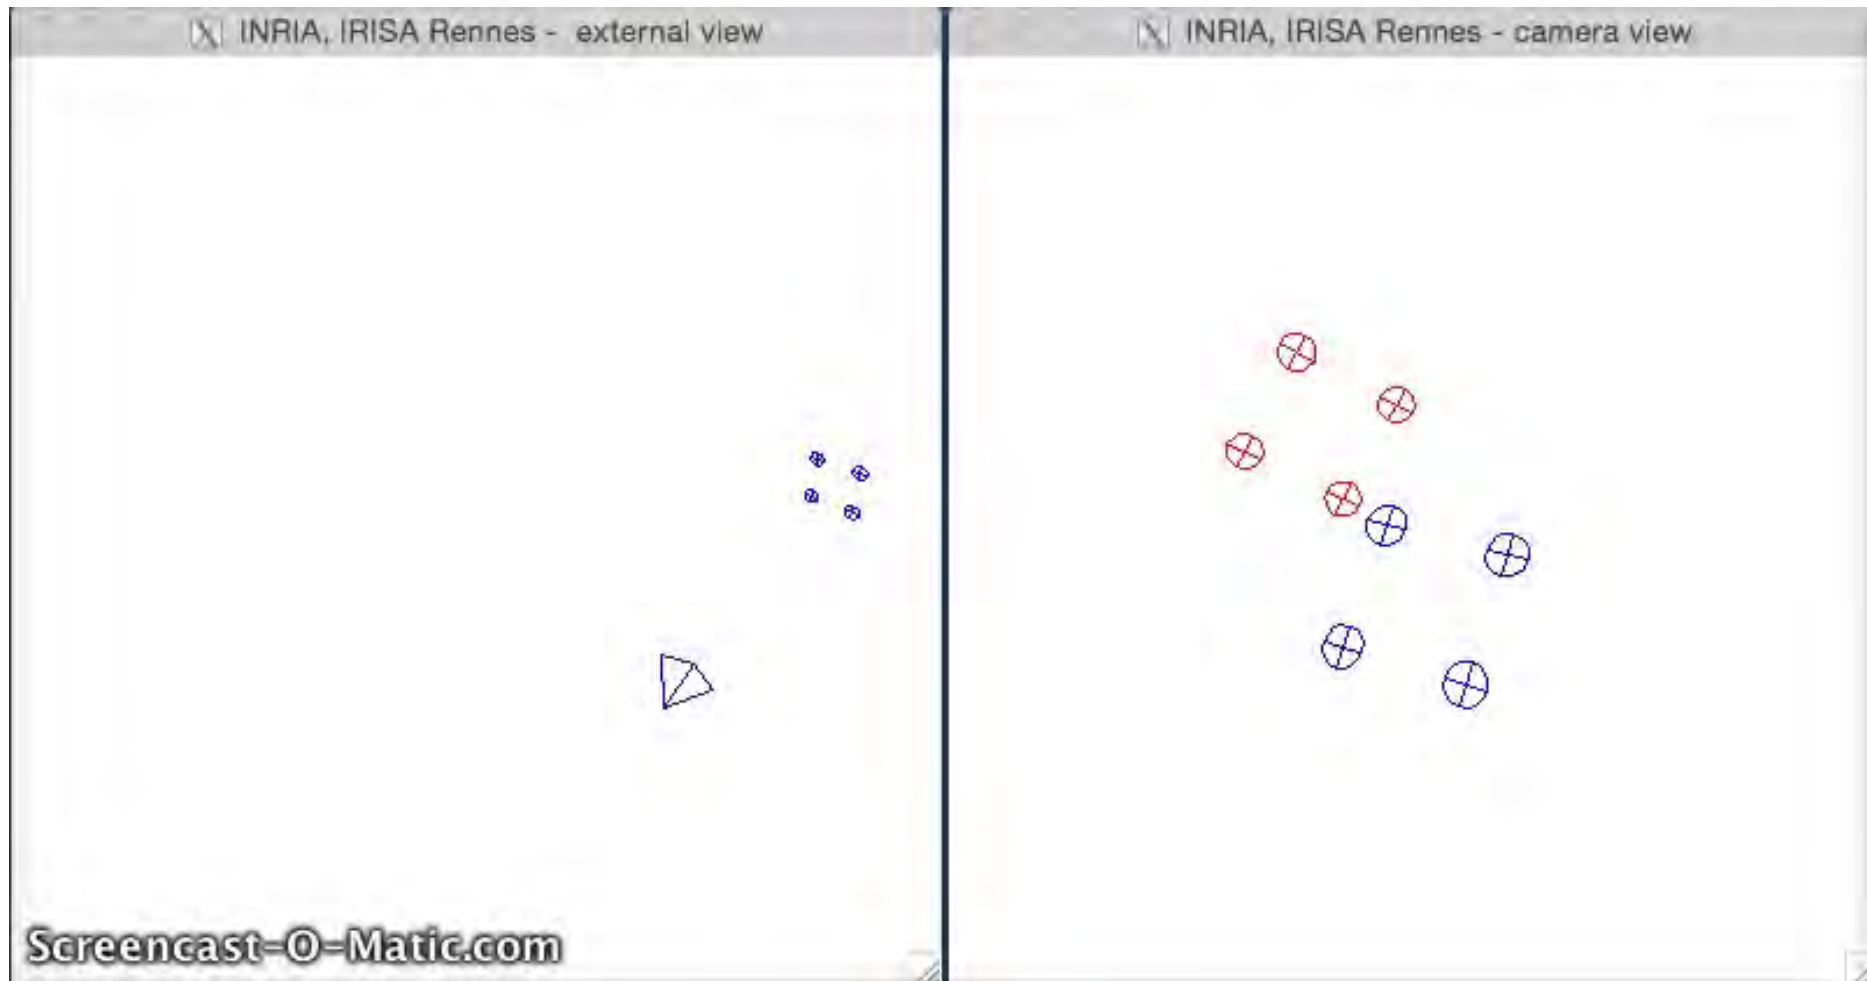 INRIA, IRISA Rennes - external view
INRIA, IRISA Rennes - camera view
Screencast-O-Matic.com